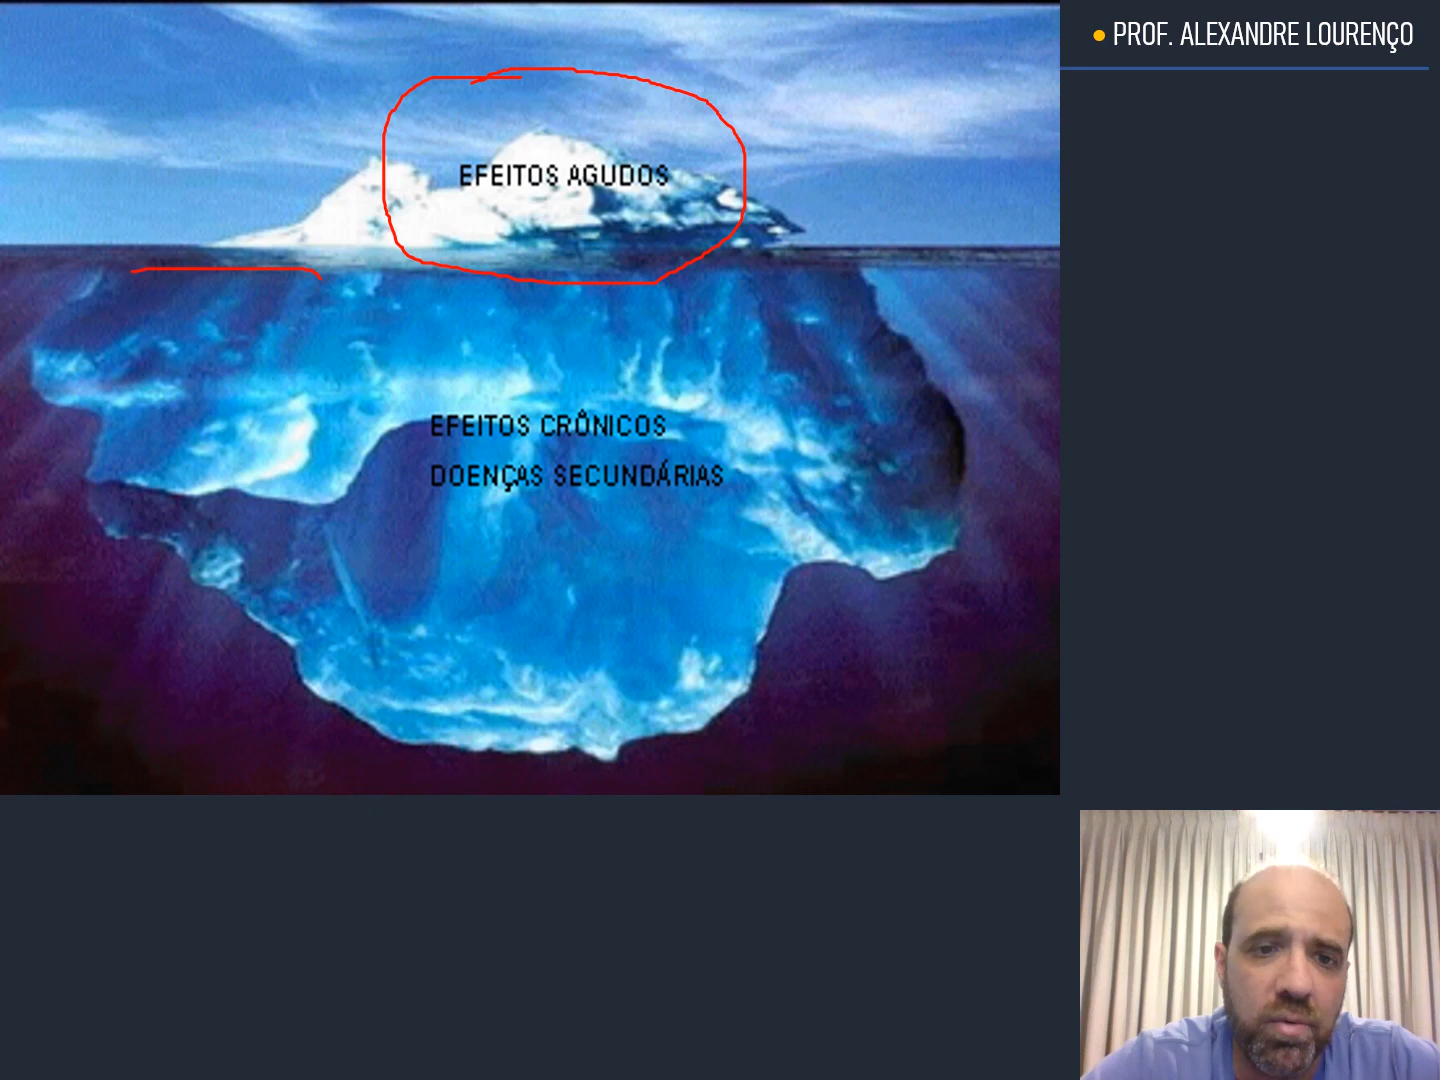 PROF. ALEXANDRE LOURENÇO
EFEITOS AGUDOS
EFEITOS CRÔNICOS
DOENÇAS SECUNDÁRIAS